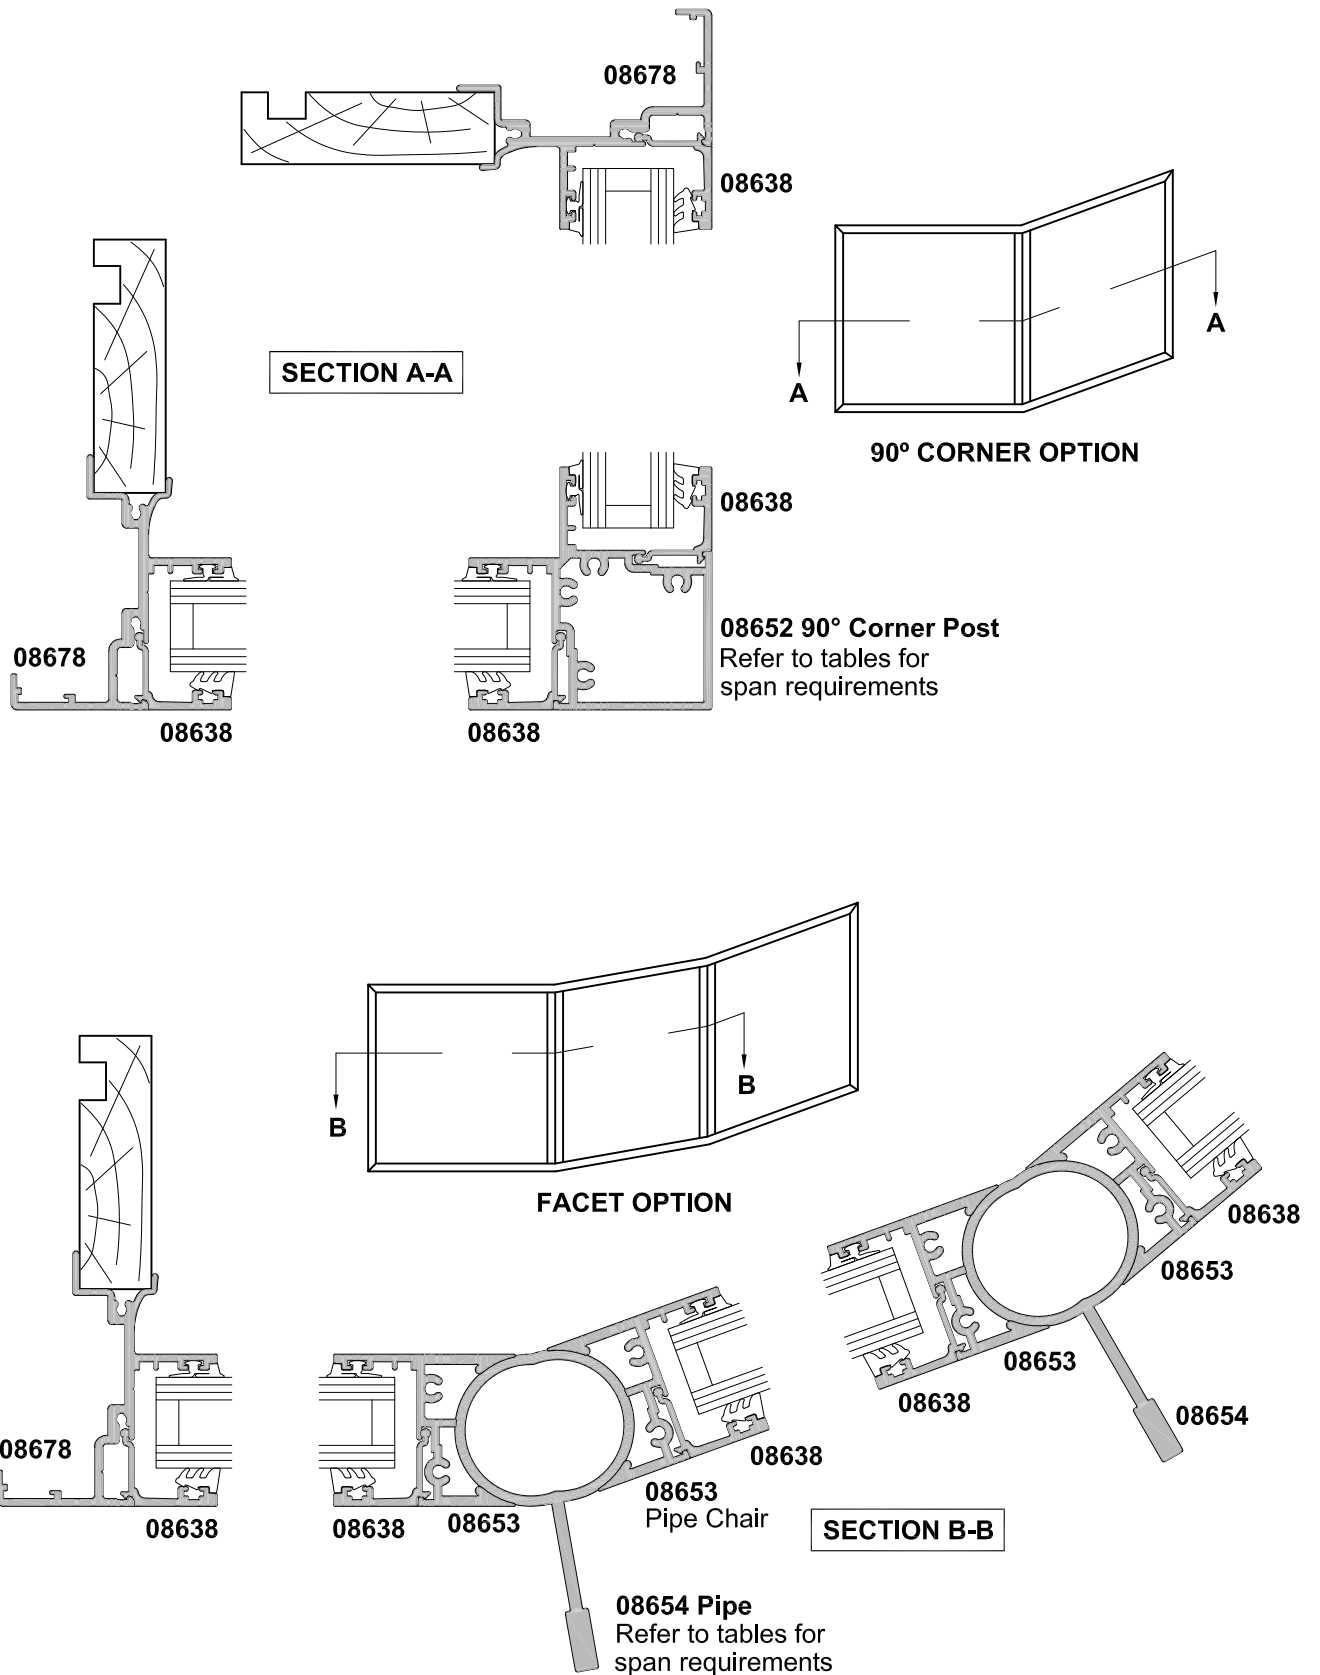 08678
08638
A
A
SECTION A-A
90º CORNER OPTION
08638
08652 90° Corner Post
Refer to tables for
span requirements
08678
08638
08638
B
B
FACET OPTION
08638
08653
08653
08638
08654
08678
08638
08638
08653
08638
08653
Pipe Chair
SECTION B-B
08654 Pipe
Refer to tables for
span requirements